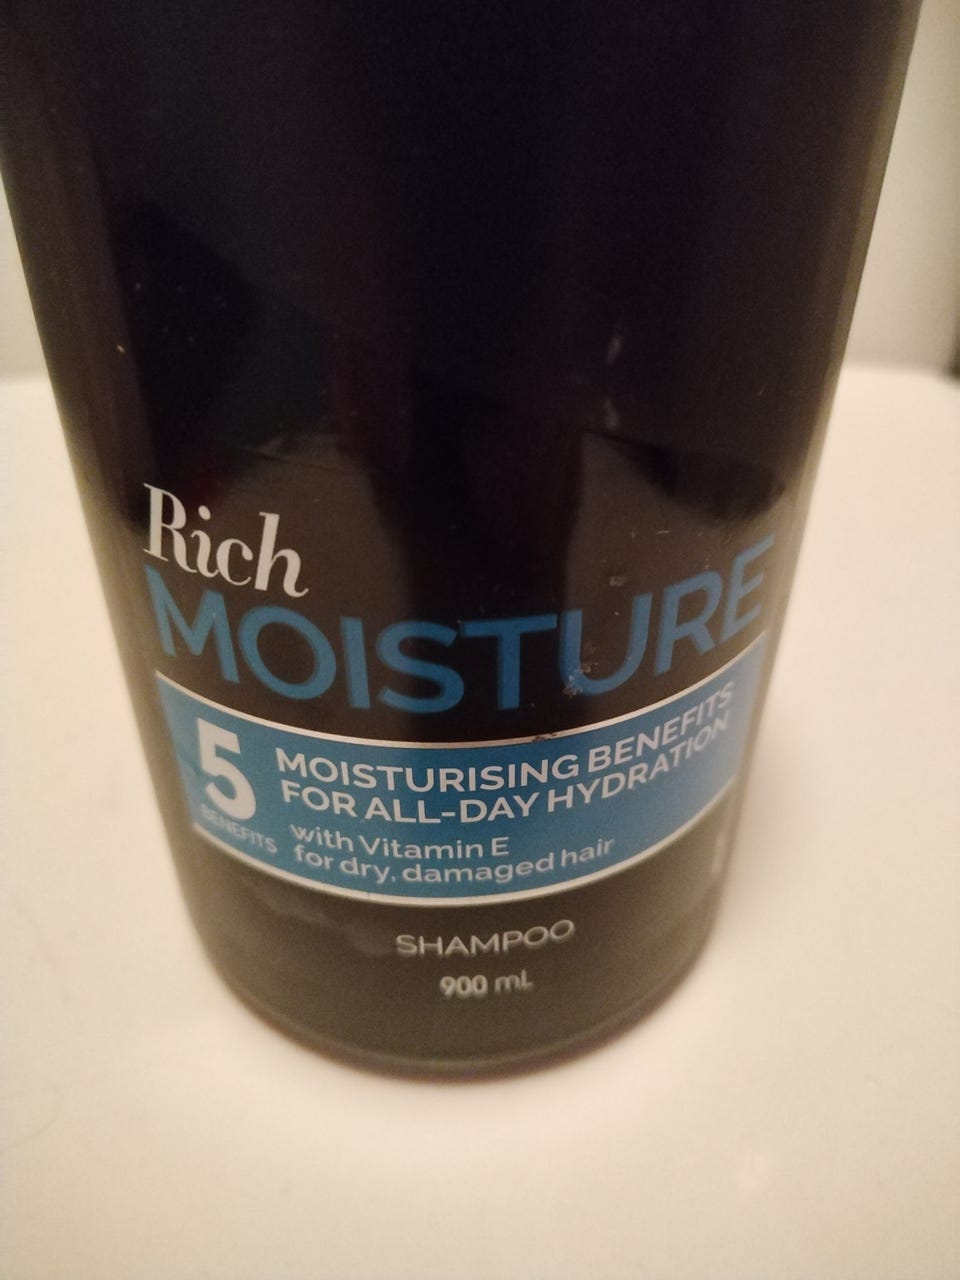 Rich
MOISTURE
5
BENEFITS
MOISTURISING BENEFITS
FOR ALL-DAY HYDRATION
with Vitamin E
for dry, damaged hair
SHAMPOO
900 mL